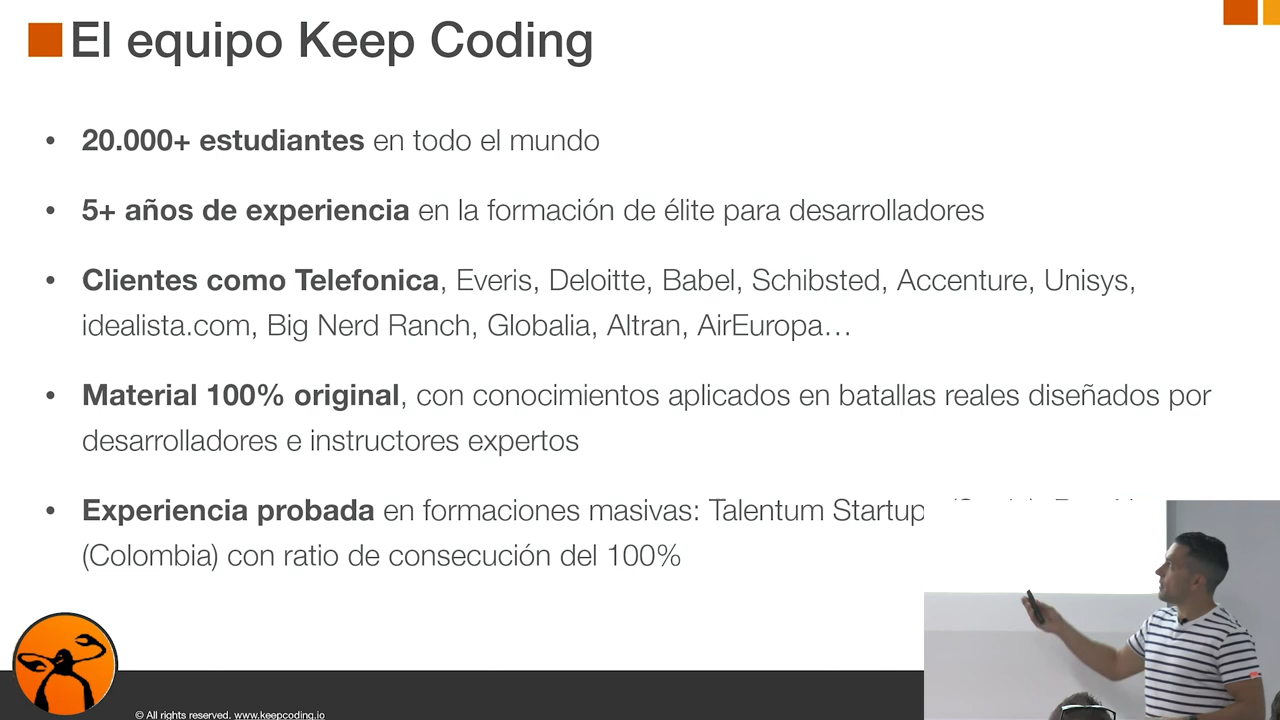 El equipo Keep Coding
• 20.000+ estudiantes en todo el mundo
• 5+ años de experiencia en la formación de élite para desarrolladores
• Clientes como Telefonica, Everis, Deloitte, Babel, Schibsted, Accenture, Unisys,
idealista.com, Big Nerd Ranch, Globalia, Altran, AirEuropa…
• Material 100% original, con conocimientos aplicados en batallas reales diseñados por
desarrolladores e instructores expertos
• Experiencia probada en formaciones masivas: Talentum Startup
(Colombia) con ratio de consecución del 100%
© All rights reserved. www.keepcoding.io